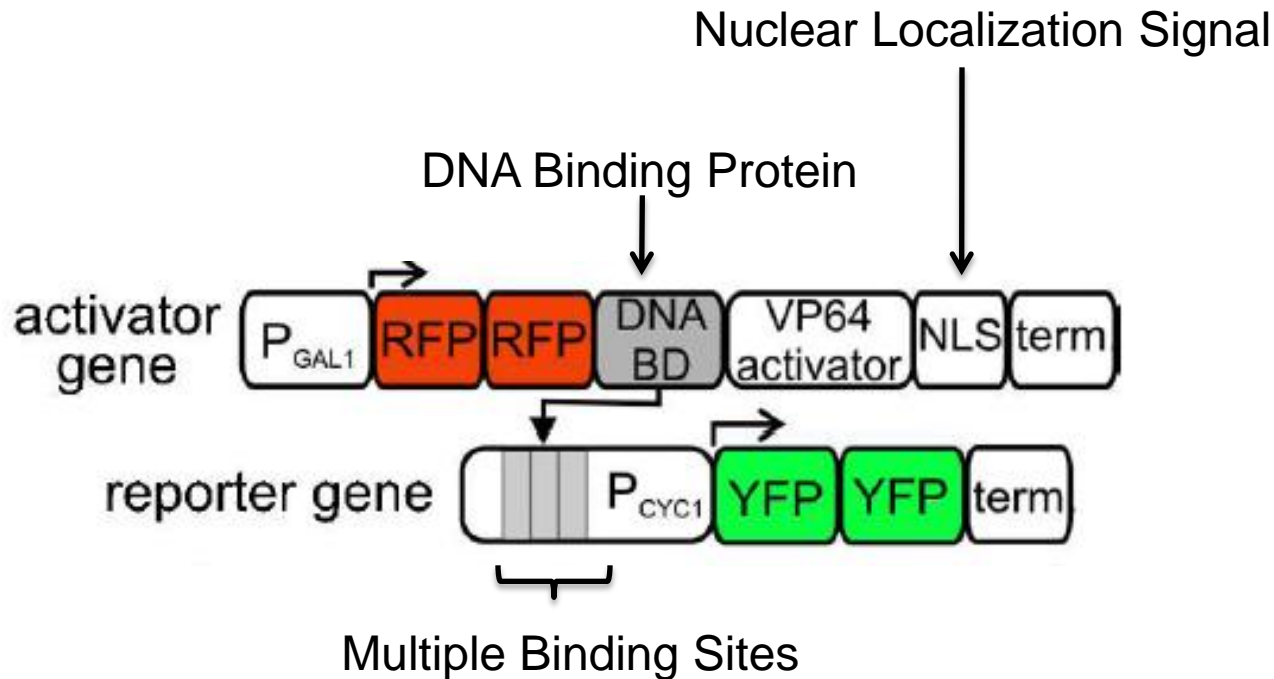 Nuclear Localization Signal
DNA Binding Protein
activator
gene
PGAL1 RFP RFP DNA BD VP64 activator NLS term
reporter gene
PCYC1 YFP YFP term
Multiple Binding Sites